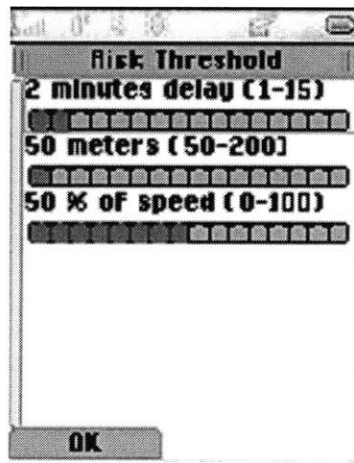 Risk Threshold
2 minutes delay (1-15)
50 meters (50-200)
50 % of speed (0-100)
OK